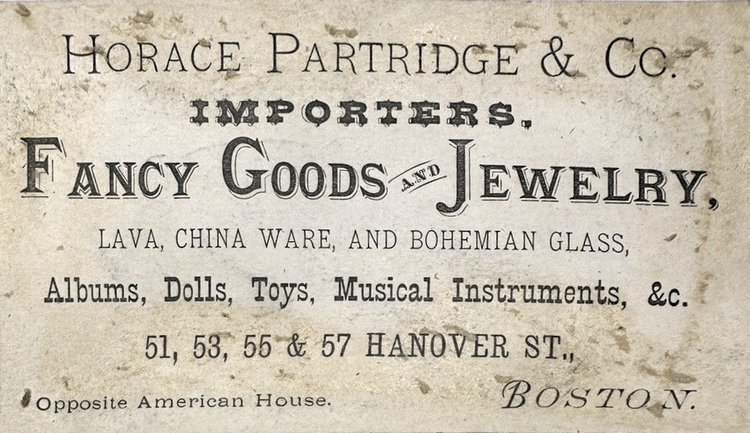 HORACE PARTRIDGE & CO.
IMPORTERS,
FANCY GOODS AND JEWELRY,
LAVA, CHINA WARE, AND BOHEMIAN GLASS,
Albums, Dolls, Toys, Musical Instruments, &c.
51, 53, 55 & 57 HANOVER ST.,
Opposite American House. BOSTON.